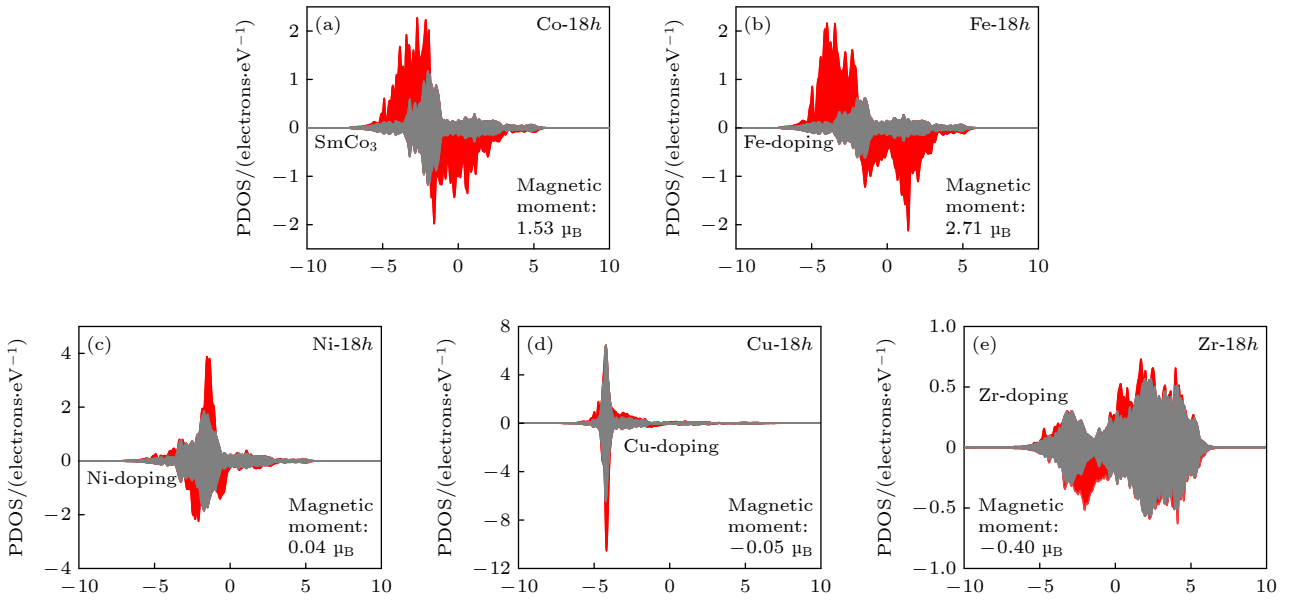 (a)
Co-18h
PDOS/(electrons·eV−1)
2
1
0
−1
−2
SmCo3
Magnetic
moment:
1.53 μB
−10
−5
0
5
10
(b)
Fe-18h
PDOS/(electrons·eV−1)
2
1
0
−1
−2
Fe-doping
Magnetic
moment:
2.71 μB
−10
−5
0
5
10
(c)
Ni-18h
PDOS/(electrons·eV−1)
4
2
0
−2
−4
Ni-doping
Magnetic
moment:
0.04 μB
−10
−5
0
5
10
(d)
Cu-18h
PDOS/(electrons·eV−1)
8
4
0
−4
−8
−12
Cu-doping
Magnetic
moment:
−0.05 μB
−10
−5
0
5
10
(e)
Zr-18h
PDOS/(electrons·eV−1)
1.0
0.5
0
−0.5
−1.0
Zr-doping
Magnetic
moment:
−0.40 μB
−10
−5
0
5
10